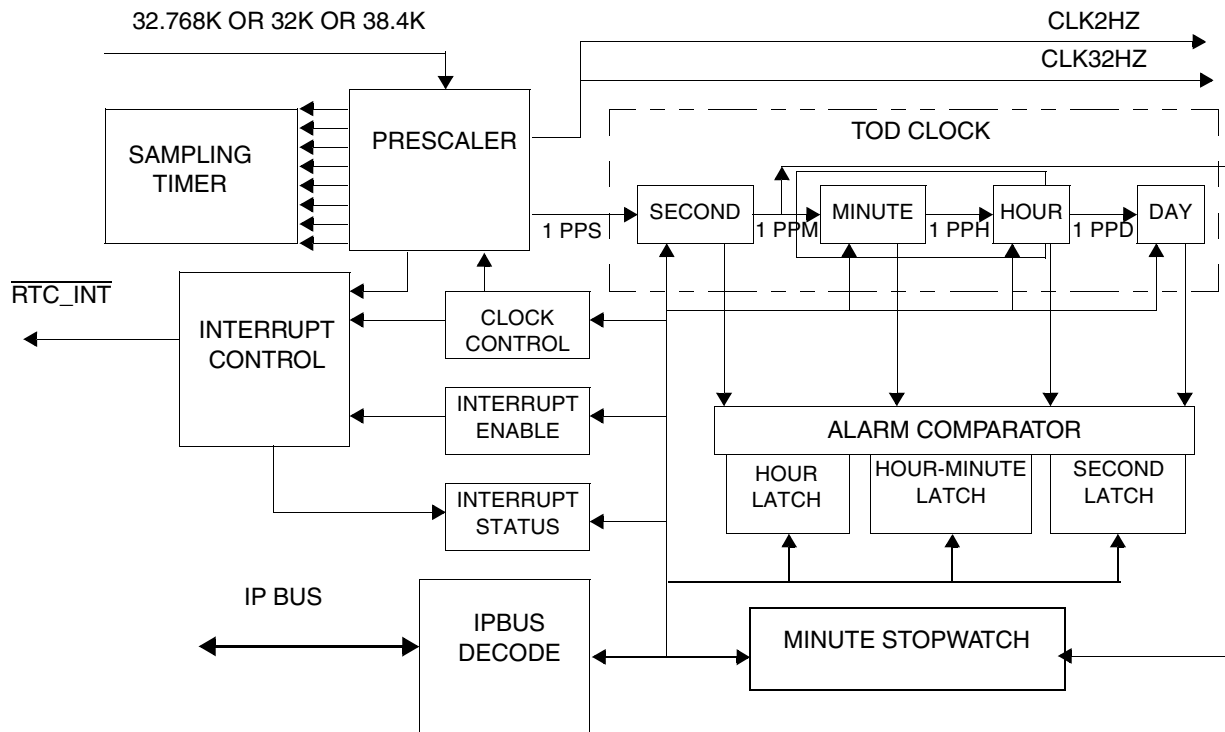 32.768K OR 32K OR 38.4K
CLK2HZ
CLK32HZ
PRESCALER
TOD CLOCK
SAMPLING
TIMER
SECOND
MINUTE
HOUR
DAY
1 PPS
1 PPM
1 PPH
1 PPD
RTC_INT
INTERRUPT
CONTROL
CLOCK
CONTROL
INTERRUPT
ENABLE
ALARM COMPARATOR
HOUR
LATCH
HOUR-MINUTE
LATCH
SECOND
LATCH
INTERRUPT
STATUS
IP BUS
IPBUS
DECODE
MINUTE STOPWATCH